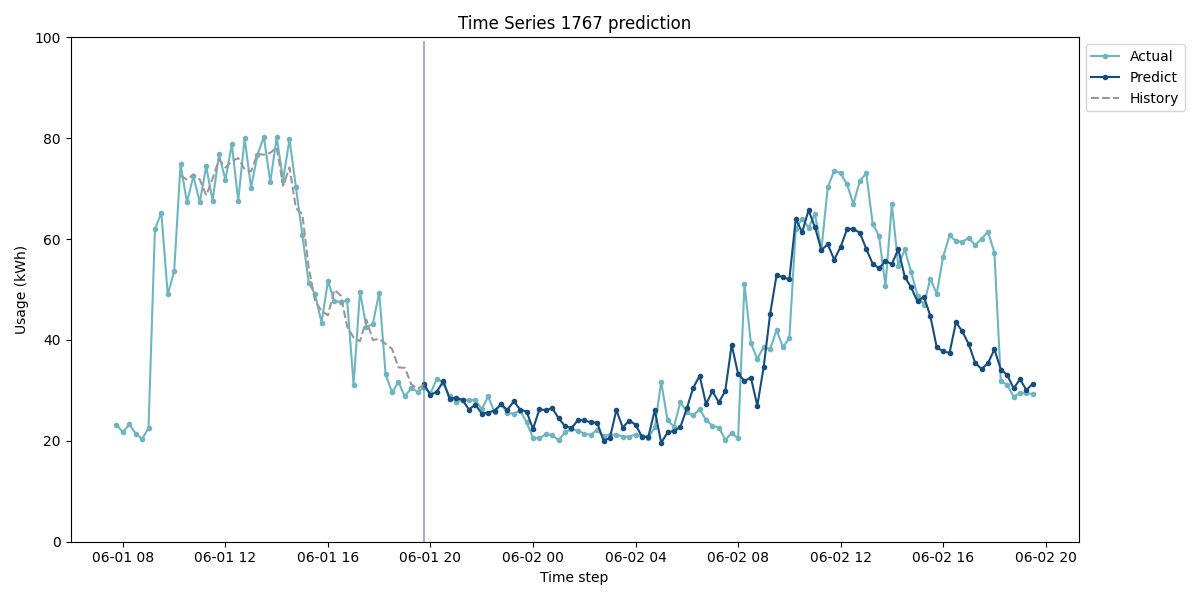 Time Series 1767 prediction
Usage (kWh)
100
80
60
40
20
0
06-01 08
06-01 12
06-01 16
06-01 20
06-02 00
06-02 04
06-02 08
06-02 12
06-02 16
06-02 20
Time step
Actual
Predict
History